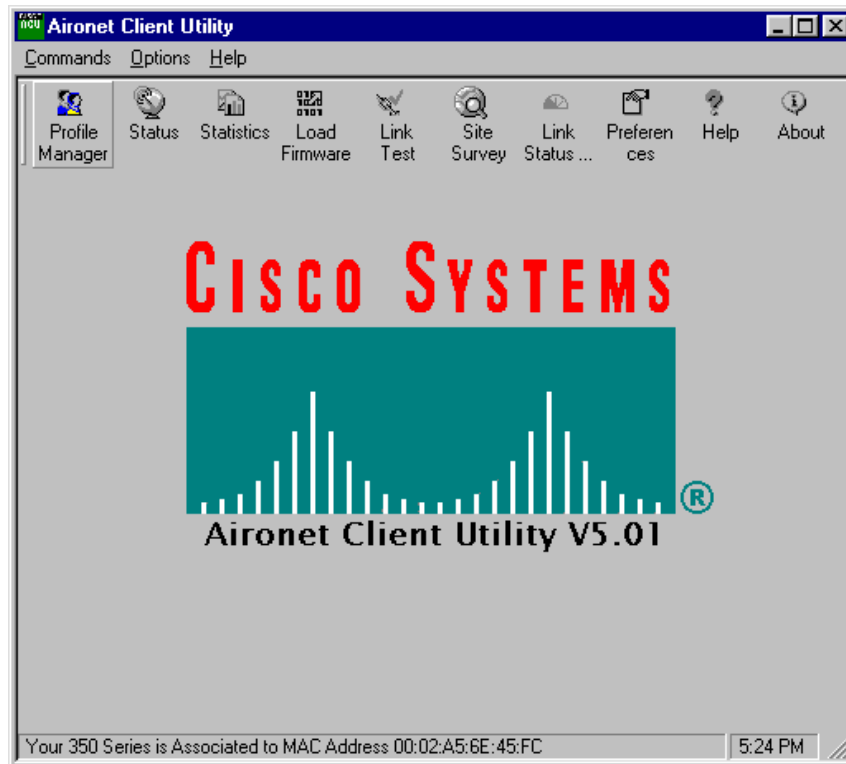 Aironet Client Utility
Commands Options Help
Profile Manager
Status
Statistics
Load Firmware
Link Test
Site Survey
Link Status ...
Preferen ces
Help
About
CISCO SYSTEMS
®
Aironet Client Utility V5.01
Your 350 Series is Associated to MAC Address 00:02:A5:6E:45:FC
5:24 PM